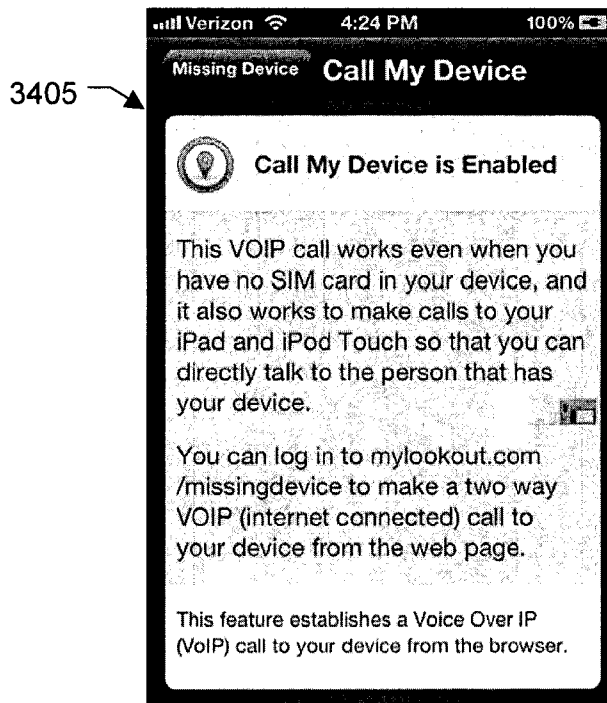 Verizon 4:24 PM 100%
Missing Device Call My Device
3405
Call My Device is Enabled
This VOIP call works even when you
have no SIM card in your device, and
it also works to make calls to your
iPad and iPod Touch so that you can
directly talk to the person that has
your device.
You can log in to mylookout.com
/missingdevice to make a two way
VOIP (internet connected) call to
your device from the web page.
This feature establishes a Voice Over IP
(VoIP) call to your device from the browser.